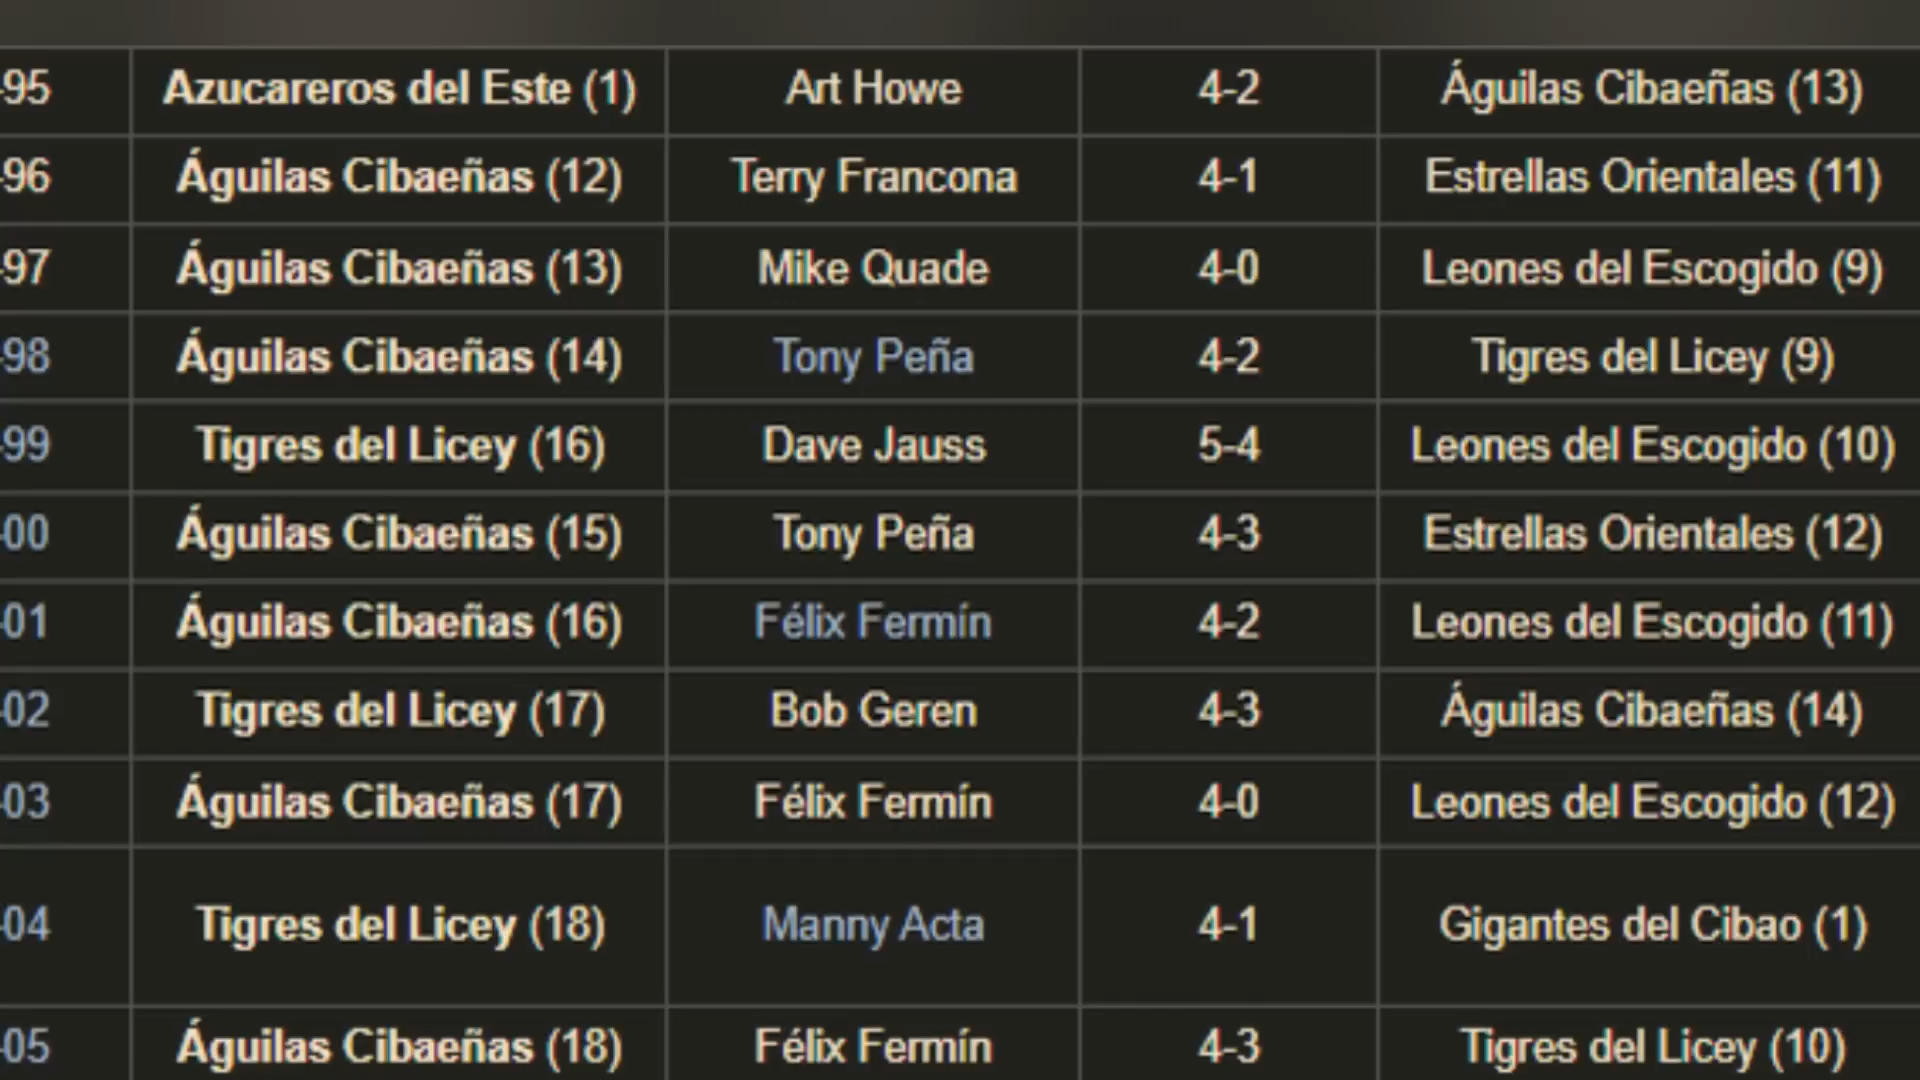 -95 Azucareros del Este (1) Art Howe 4-2 Águilas Cibaeñas (13)
-96 Águilas Cibaeñas (12) Terry Francona 4-1 Estrellas Orientales (11)
-97 Águilas Cibaeñas (13) Mike Quade 4-0 Leones del Escogido (9)
-98 Águilas Cibaeñas (14) Tony Peña 4-2 Tigres del Licey (9)
-99 Tigres del Licey (16) Dave Jauss 5-4 Leones del Escogido (10)
-00 Águilas Cibaeñas (15) Tony Peña 4-3 Estrellas Orientales (12)
-01 Águilas Cibaeñas (16) Félix Fermín 4-2 Leones del Escogido (11)
-02 Tigres del Licey (17) Bob Geren 4-3 Águilas Cibaeñas (14)
-03 Águilas Cibaeñas (17) Félix Fermín 4-0 Leones del Escogido (12)
-04 Tigres del Licey (18) Manny Acta 4-1 Gigantes del Cibao (1)
-05 Águilas Cibaeñas (18) Félix Fermín 4-3 Tigres del Licey (10)